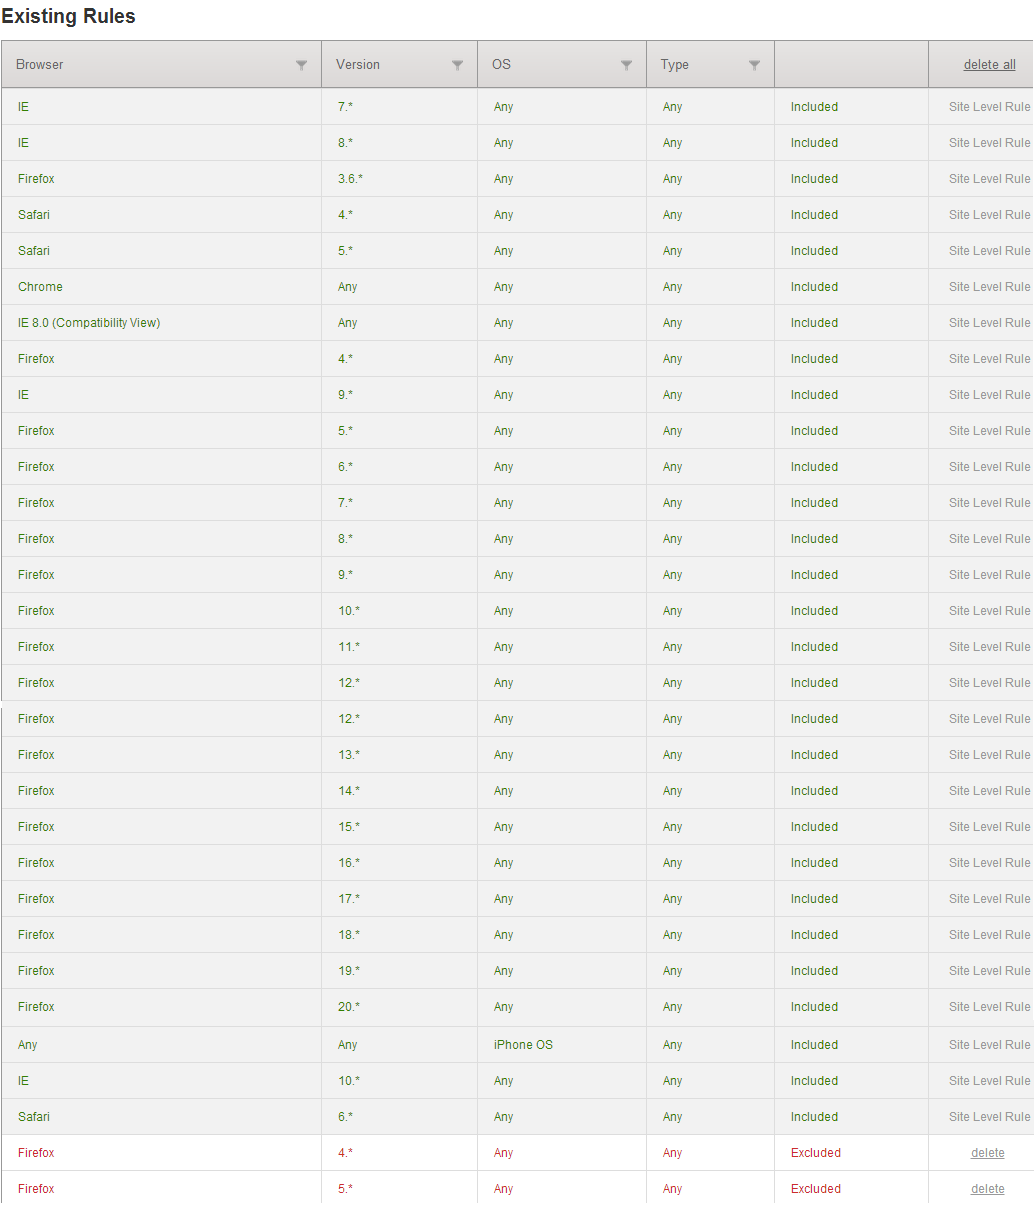 Existing Rules
Browser Version OS Type delete all
IE 7.* Any Any Included Site Level Rule
IE 8.* Any Any Included Site Level Rule
Firefox 3.6.* Any Any Included Site Level Rule
Safari 4.* Any Any Included Site Level Rule
Safari 5.* Any Any Included Site Level Rule
Chrome Any Any Any Included Site Level Rule
IE 8.0 (Compatibility View) Any Any Any Included Site Level Rule
Firefox 4.* Any Any Included Site Level Rule
IE 9.* Any Any Included Site Level Rule
Firefox 5.* Any Any Included Site Level Rule
Firefox 6.* Any Any Included Site Level Rule
Firefox 7.* Any Any Included Site Level Rule
Firefox 8.* Any Any Included Site Level Rule
Firefox 9.* Any Any Included Site Level Rule
Firefox 10.* Any Any Included Site Level Rule
Firefox 11.* Any Any Included Site Level Rule
Firefox 12.* Any Any Included Site Level Rule
Firefox 12.* Any Any Included Site Level Rule
Firefox 13.* Any Any Included Site Level Rule
Firefox 14.* Any Any Included Site Level Rule
Firefox 15.* Any Any Included Site Level Rule
Firefox 16.* Any Any Included Site Level Rule
Firefox 17.* Any Any Included Site Level Rule
Firefox 18.* Any Any Included Site Level Rule
Firefox 19.* Any Any Included Site Level Rule
Firefox 20.* Any Any Included Site Level Rule
Any Any iPhone OS Any Included Site Level Rule
IE 10.* Any Any Included Site Level Rule
Safari 6.* Any Any Included Site Level Rule
Firefox 4.* Any Any Excluded delete
Firefox 5.* Any Any Excluded delete